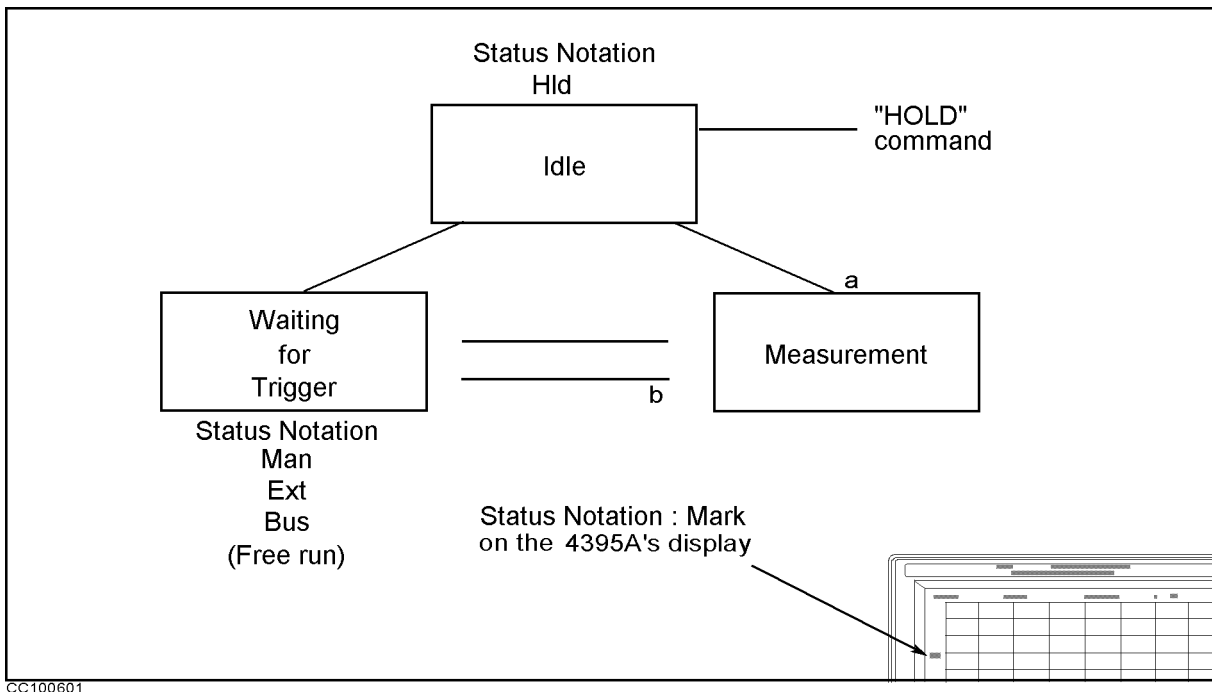 Status Notation
Hld
Idle
"HOLD"
command
a
Waiting
for
Trigger
Measurement
b
Status Notation
Man
Ext
Bus
(Free run)
Status Notation : Mark
on the 4395A's display
CC100601